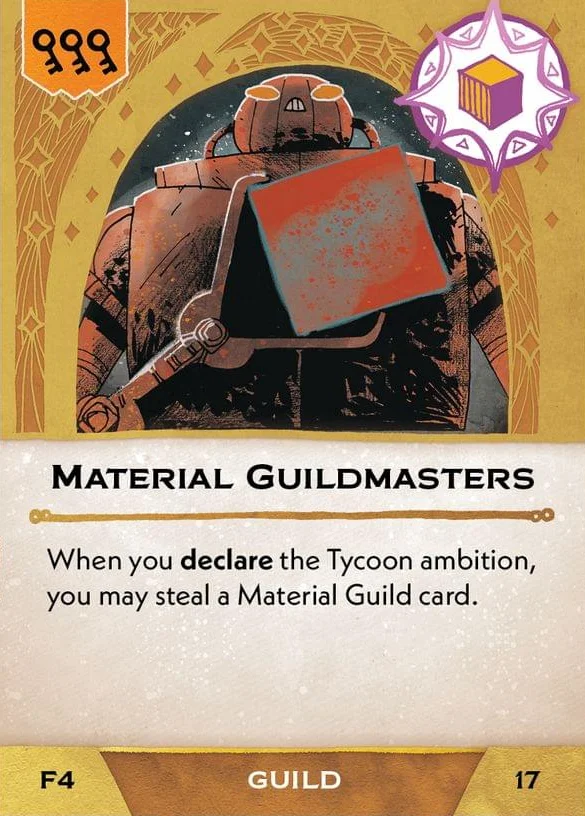 MATERIAL GUILDMASTERS
When you declare the Tycoon ambition,
you may steal a Material Guild card.
F4
GUILD
17